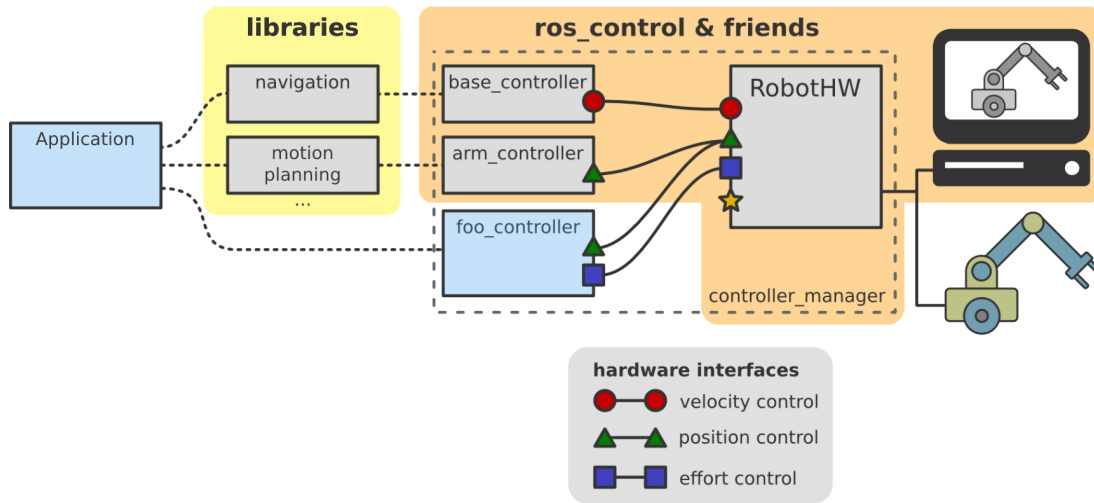 libraries
ros_control & friends
navigation
base_controller
RobotHW
Application
motion
planning
...
arm_controller
foo_controller
controller_manager
hardware interfaces
velocity control
position control
effort control